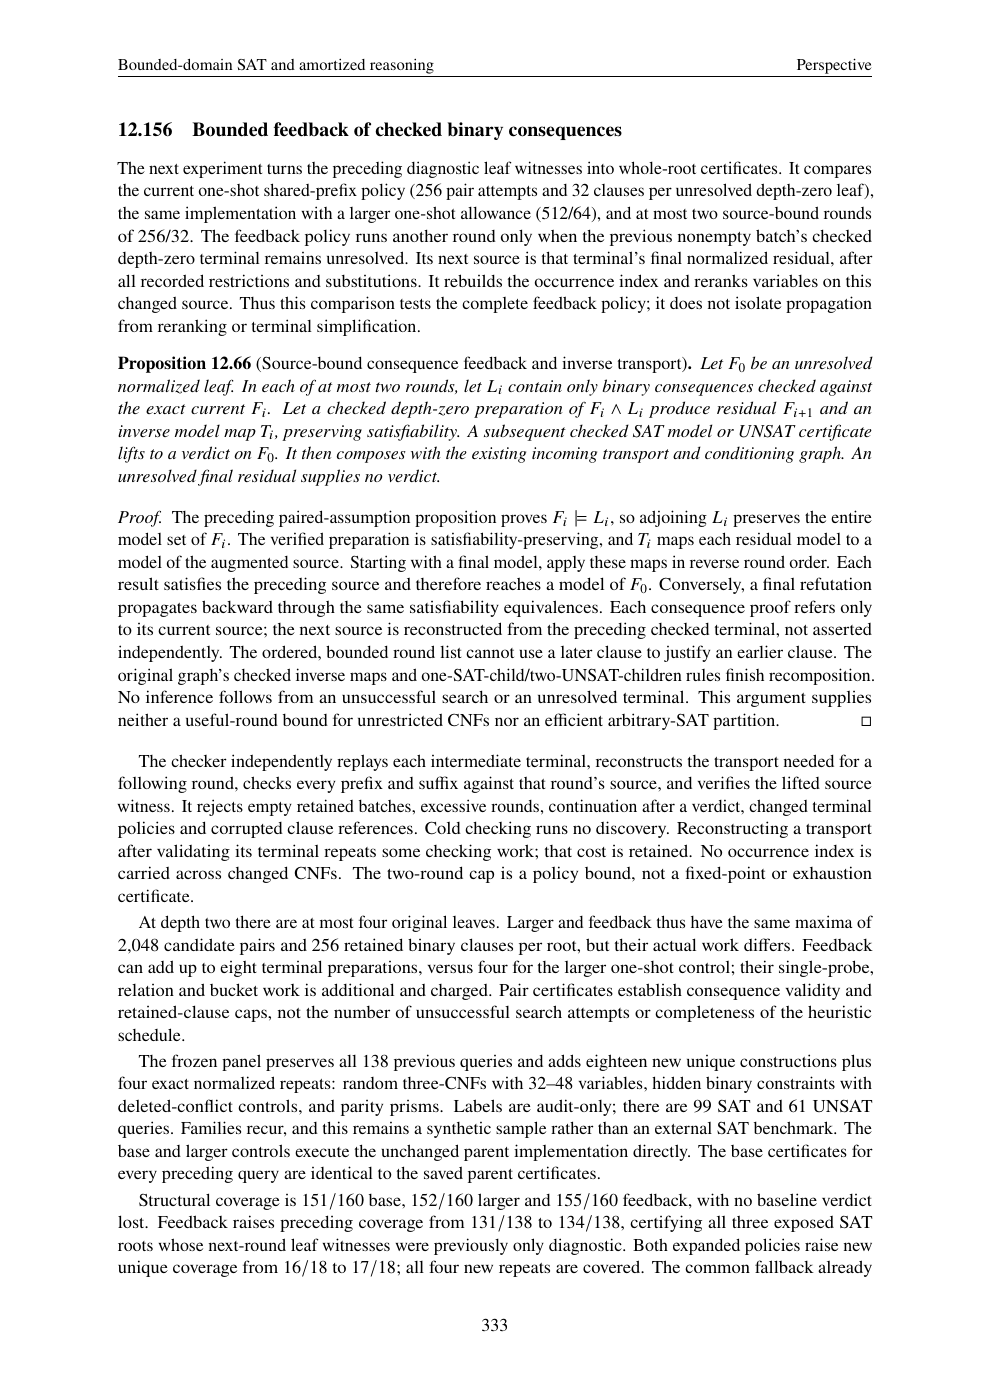 Bounded-domain SAT and amortized reasoning Perspective
12.156 Bounded feedback of checked binary consequences
The next experiment turns the preceding diagnostic leaf witnesses into whole-root certificates. It compares
the current one-shot shared-prefix policy (256 pair attempts and 32 clauses per unresolved depth-zero leaf),
the same implementation with a larger one-shot allowance (512/64), and at most two source-bound rounds
of 256/32. The feedback policy runs another round only when the previous nonempty batch's checked
depth-zero terminal remains unresolved. Its next source is that terminal's final normalized residual, after
all recorded restrictions and substitutions. It rebuilds the occurrence index and reranks variables on this
changed source. Thus this comparison tests the complete feedback policy; it does not isolate propagation
from reranking or terminal simplification.
Proposition 12.66 (Source-bound consequence feedback and inverse transport). Let F₀ be an unresolved
normalized leaf. In each of at most two rounds, let Lᵢ contain only binary consequences checked against
the exact current Fᵢ. Let a checked depth-zero preparation of Fᵢ ∧ Lᵢ produce residual Fᵢ₊₁ and an
inverse model map Tᵢ, preserving satisfiability. A subsequent checked SAT model or UNSAT certificate
lifts to a verdict on F₀. It then composes with the existing incoming transport and conditioning graph. An
unresolved final residual supplies no verdict.
Proof. The preceding paired-assumption proposition proves Fᵢ ⊨ Lᵢ, so adjoining Lᵢ preserves the entire
model set of Fᵢ. The verified preparation is satisfiability-preserving, and Tᵢ maps each residual model to a
model of the augmented source. Starting with a final model, apply these maps in reverse round order. Each
result satisfies the preceding source and therefore reaches a model of F₀. Conversely, a final refutation
propagates backward through the same satisfiability equivalences. Each consequence proof refers only
to its current source; the next source is reconstructed from the preceding checked terminal, not asserted
independently. The ordered, bounded round list cannot use a later clause to justify an earlier clause. The
original graph's checked inverse maps and one-SAT-child/two-UNSAT-children rules finish recomposition.
No inference follows from an unsuccessful search or an unresolved terminal. This argument supplies
neither a useful-round bound for unrestricted CNFs nor an efficient arbitrary-SAT partition. □
The checker independently replays each intermediate terminal, reconstructs the transport needed for a
following round, checks every prefix and suffix against that round's source, and verifies the lifted source
witness. It rejects empty retained batches, excessive rounds, continuation after a verdict, changed terminal
policies and corrupted clause references. Cold checking runs no discovery. Reconstructing a transport
after validating its terminal repeats some checking work; that cost is retained. No occurrence index is
carried across changed CNFs. The two-round cap is a policy bound, not a fixed-point or exhaustion
certificate.
At depth two there are at most four original leaves. Larger and feedback thus have the same maxima of
2,048 candidate pairs and 256 retained binary clauses per root, but their actual work differs. Feedback
can add up to eight terminal preparations, versus four for the larger one-shot control; their single-probe,
relation and bucket work is additional and charged. Pair certificates establish consequence validity and
retained-clause caps, not the number of unsuccessful search attempts or completeness of the heuristic
schedule.
The frozen panel preserves all 138 previous queries and adds eighteen new unique constructions plus
four exact normalized repeats: random three-CNFs with 32–48 variables, hidden binary constraints with
deleted-conflict controls, and parity prisms. Labels are audit-only; there are 99 SAT and 61 UNSAT
queries. Families recur, and this remains a synthetic sample rather than an external SAT benchmark. The
base and larger controls execute the unchanged parent implementation directly. The base certificates for
every preceding query are identical to the saved parent certificates.
Structural coverage is 151/160 base, 152/160 larger and 155/160 feedback, with no baseline verdict
lost. Feedback raises preceding coverage from 131/138 to 134/138, certifying all three exposed SAT
roots whose next-round leaf witnesses were previously only diagnostic. Both expanded policies raise new
unique coverage from 16/18 to 17/18; all four new repeats are covered. The common fallback already
333